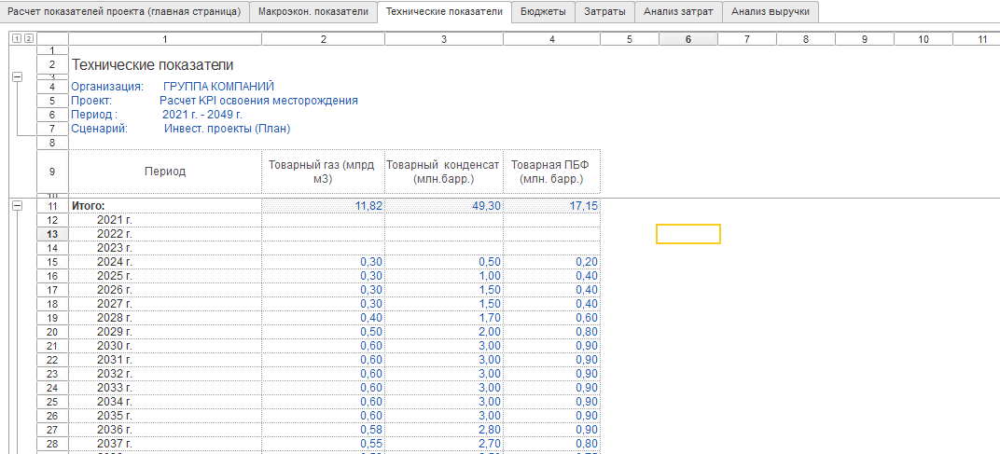 Расчет показателей проекта (главная страница) Макроэкон. показатели Технические показатели Бюджеты Затраты Анализ затрат Анализ выручки
1 2 1 2 3 4 5 6 7 8 9 10 11
1
2 Технические показатели
3
4 Организация: ГРУППА КОМПАНИЙ
5 Проект: Расчет KPI освоения месторождения
6 Период : 2021 г. - 2049 г.
7 Сценарий: Инвест. проекты (План)
8
9 Период Товарный газ (млрд м3) Товарный конденсат (млн.барр.) Товарная ПБФ (млн. барр.)
10
11 Итого: 11,82 49,30 17,15
12 2021 г.
13 2022 г.
14 2023 г.
15 2024 г. 0,30 0,50 0,20
16 2025 г. 0,30 1,00 0,40
17 2026 г. 0,30 1,50 0,40
18 2027 г. 0,30 1,50 0,40
19 2028 г. 0,40 1,70 0,60
20 2029 г. 0,50 2,00 0,80
21 2030 г. 0,60 3,00 0,90
22 2031 г. 0,60 3,00 0,90
23 2032 г. 0,60 3,00 0,90
24 2033 г. 0,60 3,00 0,90
25 2034 г. 0,60 3,00 0,90
26 2035 г. 0,60 3,00 0,90
27 2036 г. 0,58 2,80 0,90
28 2037 г. 0,55 2,70 0,80